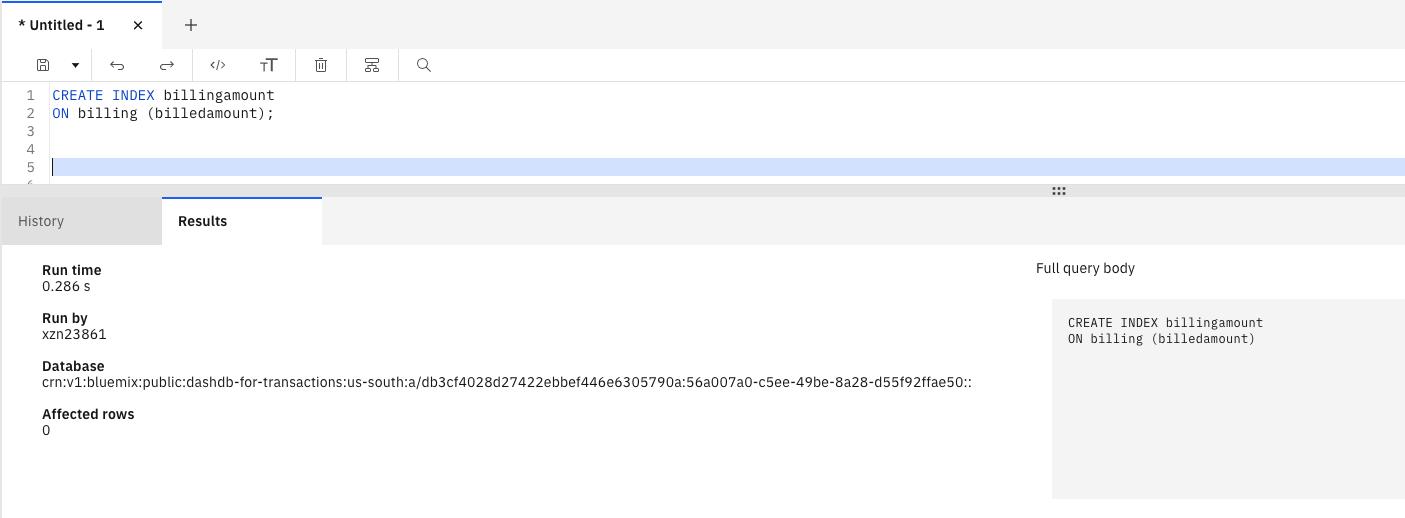 * Untitled - 1
1 CREATE INDEX billingamount
2 ON billing (billedamount);
3
4
5
History
Results
Run time
0.286 s
Run by
xzn23861
Database
crn:v1:bluemix:public:dashdb-for-transactions:us-south:a/db3cf4028d27422ebbef446e6305790a:56a007a0-c5ee-49be-8a28-d55f92ffae50::
Affected rows
0
Full query body
CREATE INDEX billingamount
ON billing (billedamount)